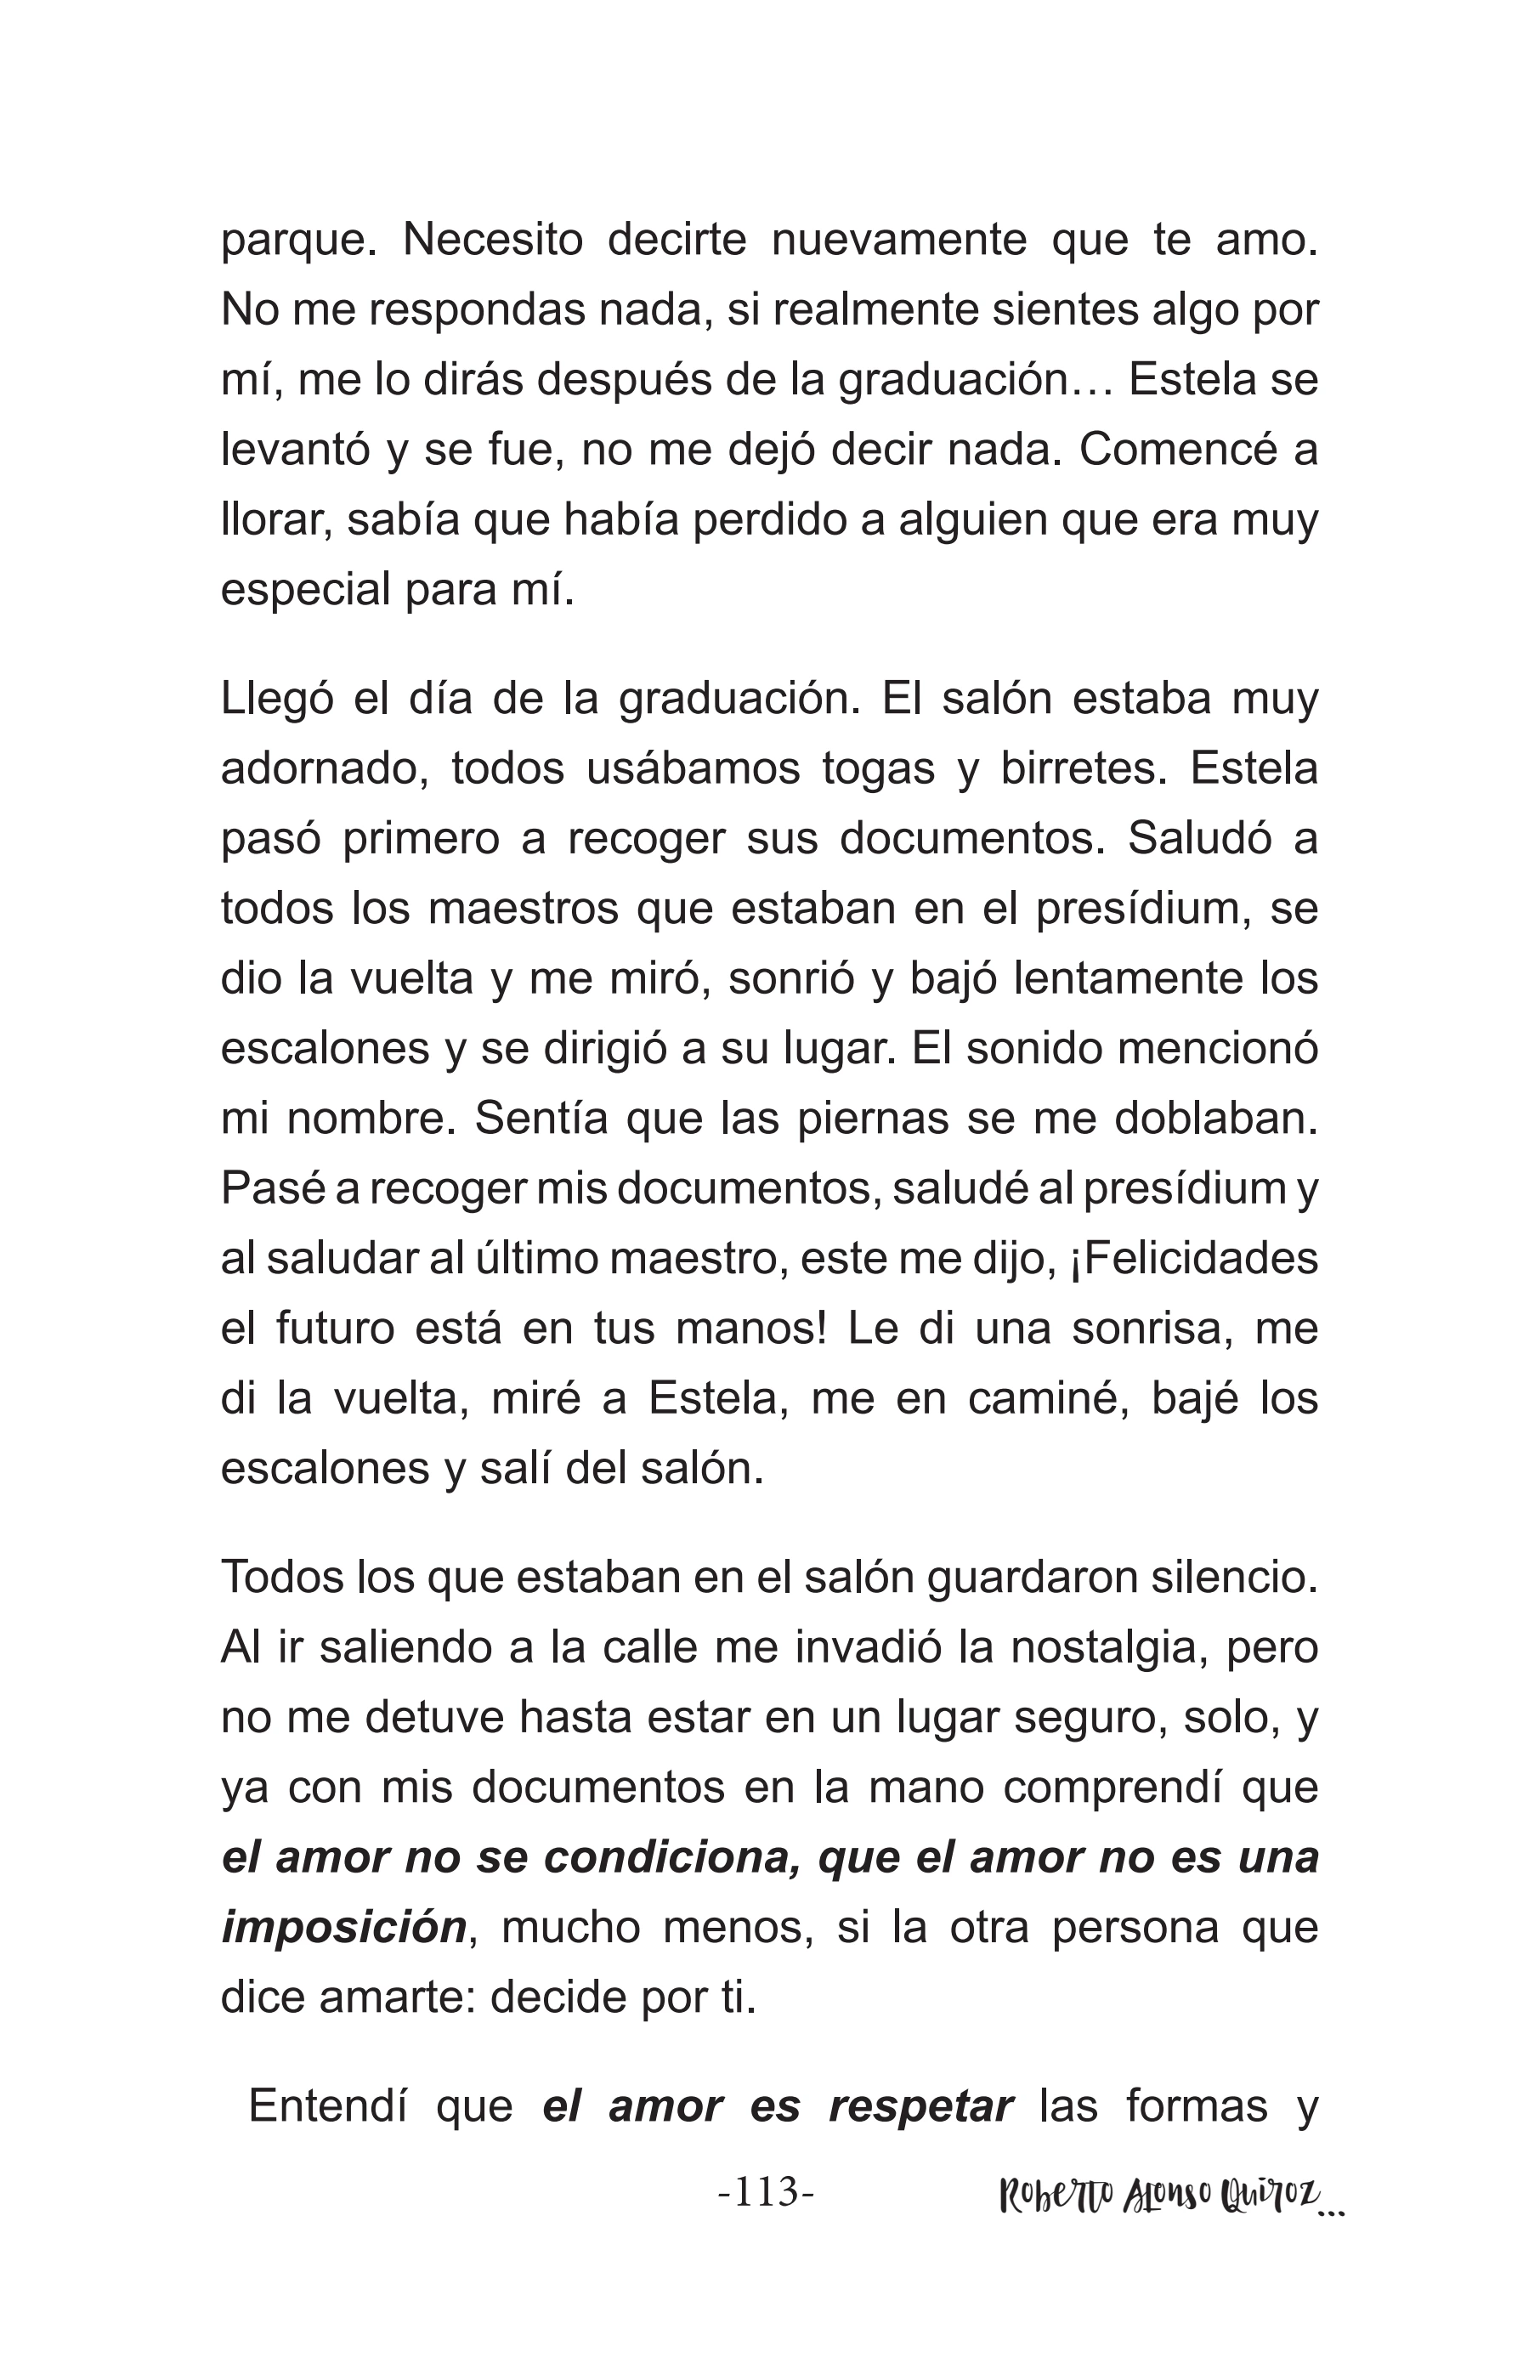 parque. Necesito decirte nuevamente que te amo.
No me respondas nada, si realmente sientes algo por
mí, me lo dirás después de la graduación… Estela se
levantó y se fue, no me dejó decir nada. Comencé a
llorar, sabía que había perdido a alguien que era muy
especial para mí.
Llegó el día de la graduación. El salón estaba muy
adornado, todos usábamos togas y birretes. Estela
pasó primero a recoger sus documentos. Saludó a
todos los maestros que estaban en el presídium, se
dio la vuelta y me miró, sonrió y bajó lentamente los
escalones y se dirigió a su lugar. El sonido mencionó
mi nombre. Sentía que las piernas se me doblaban.
Pasé a recoger mis documentos, saludé al presídium y
al saludar al último maestro, este me dijo, ¡Felicidades
el futuro está en tus manos! Le di una sonrisa, me
di la vuelta, miré a Estela, me en caminé, bajé los
escalones y salí del salón.
Todos los que estaban en el salón guardaron silencio.
Al ir saliendo a la calle me invadió la nostalgia, pero
no me detuve hasta estar en un lugar seguro, solo, y
ya con mis documentos en la mano comprendí que
el amor no se condiciona, que el amor no es una
imposición, mucho menos, si la otra persona que
dice amarte: decide por ti.
Entendí que el amor es respetar las formas y
-113- Roberto Alonso Quiroz...